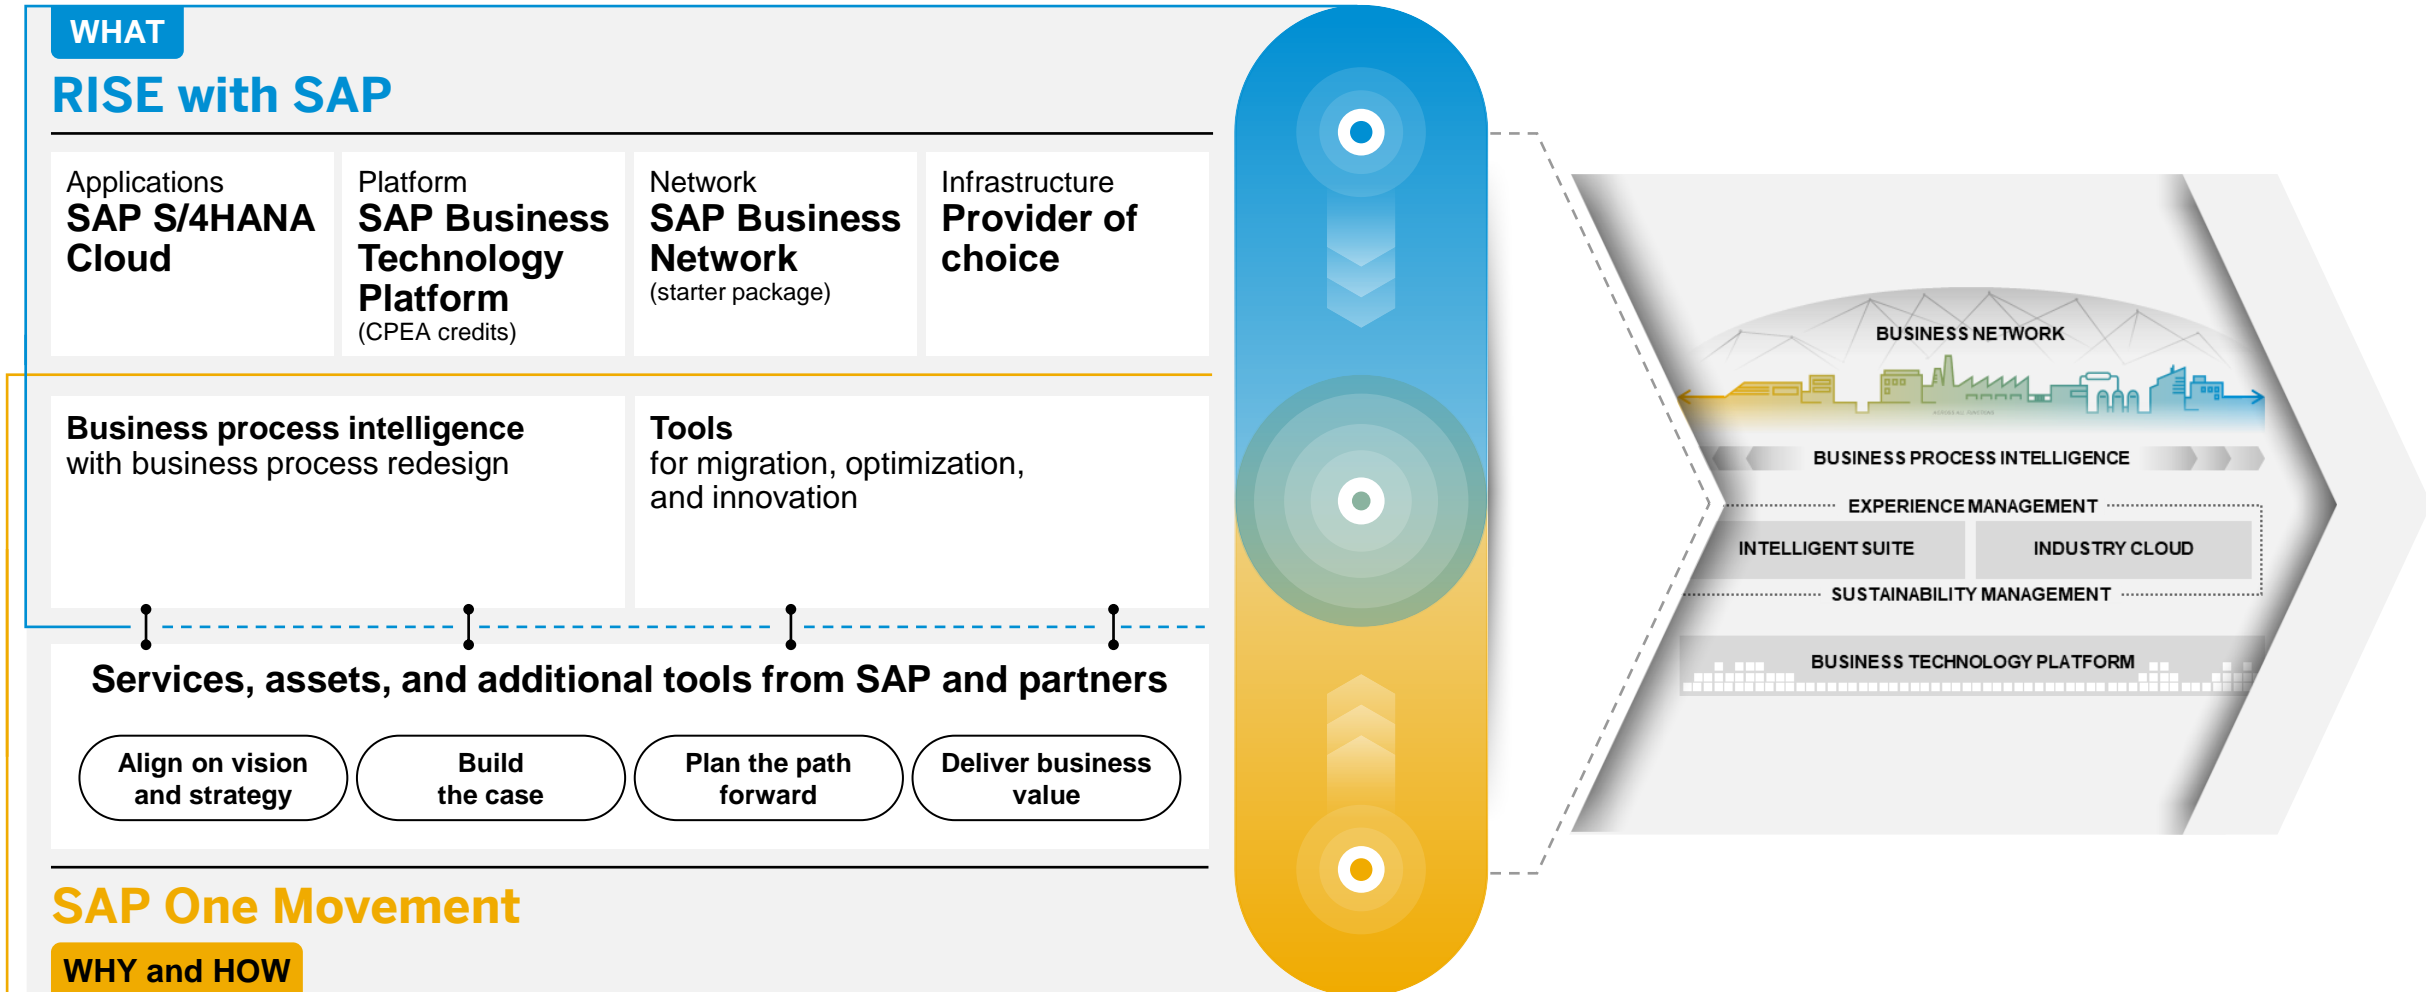 WHAT
RISE with SAP
Applications
SAP S/4HANA
Cloud
Platform
SAP Business
Technology
Platform
(CPEA credits)
Network
SAP Business
Network
(starter package)
Infrastructure
Provider of
choice
Business process intelligence
with business process redesign
Tools
for migration, optimization,
and innovation
Services, assets, and additional tools from SAP and partners
Align on vision
and strategy
Build
the case
Plan the path
forward
Deliver business
value
SAP One Movement
WHY and HOW
BUSINESS NETWORK
ACROSS ALL FUNCTIONS
BUSINESS PROCESS INTELLIGENCE
EXPERIENCE MANAGEMENT
INTELLIGENT SUITE
INDUSTRY CLOUD
SUSTAINABILITY MANAGEMENT
BUSINESS TECHNOLOGY PLATFORM